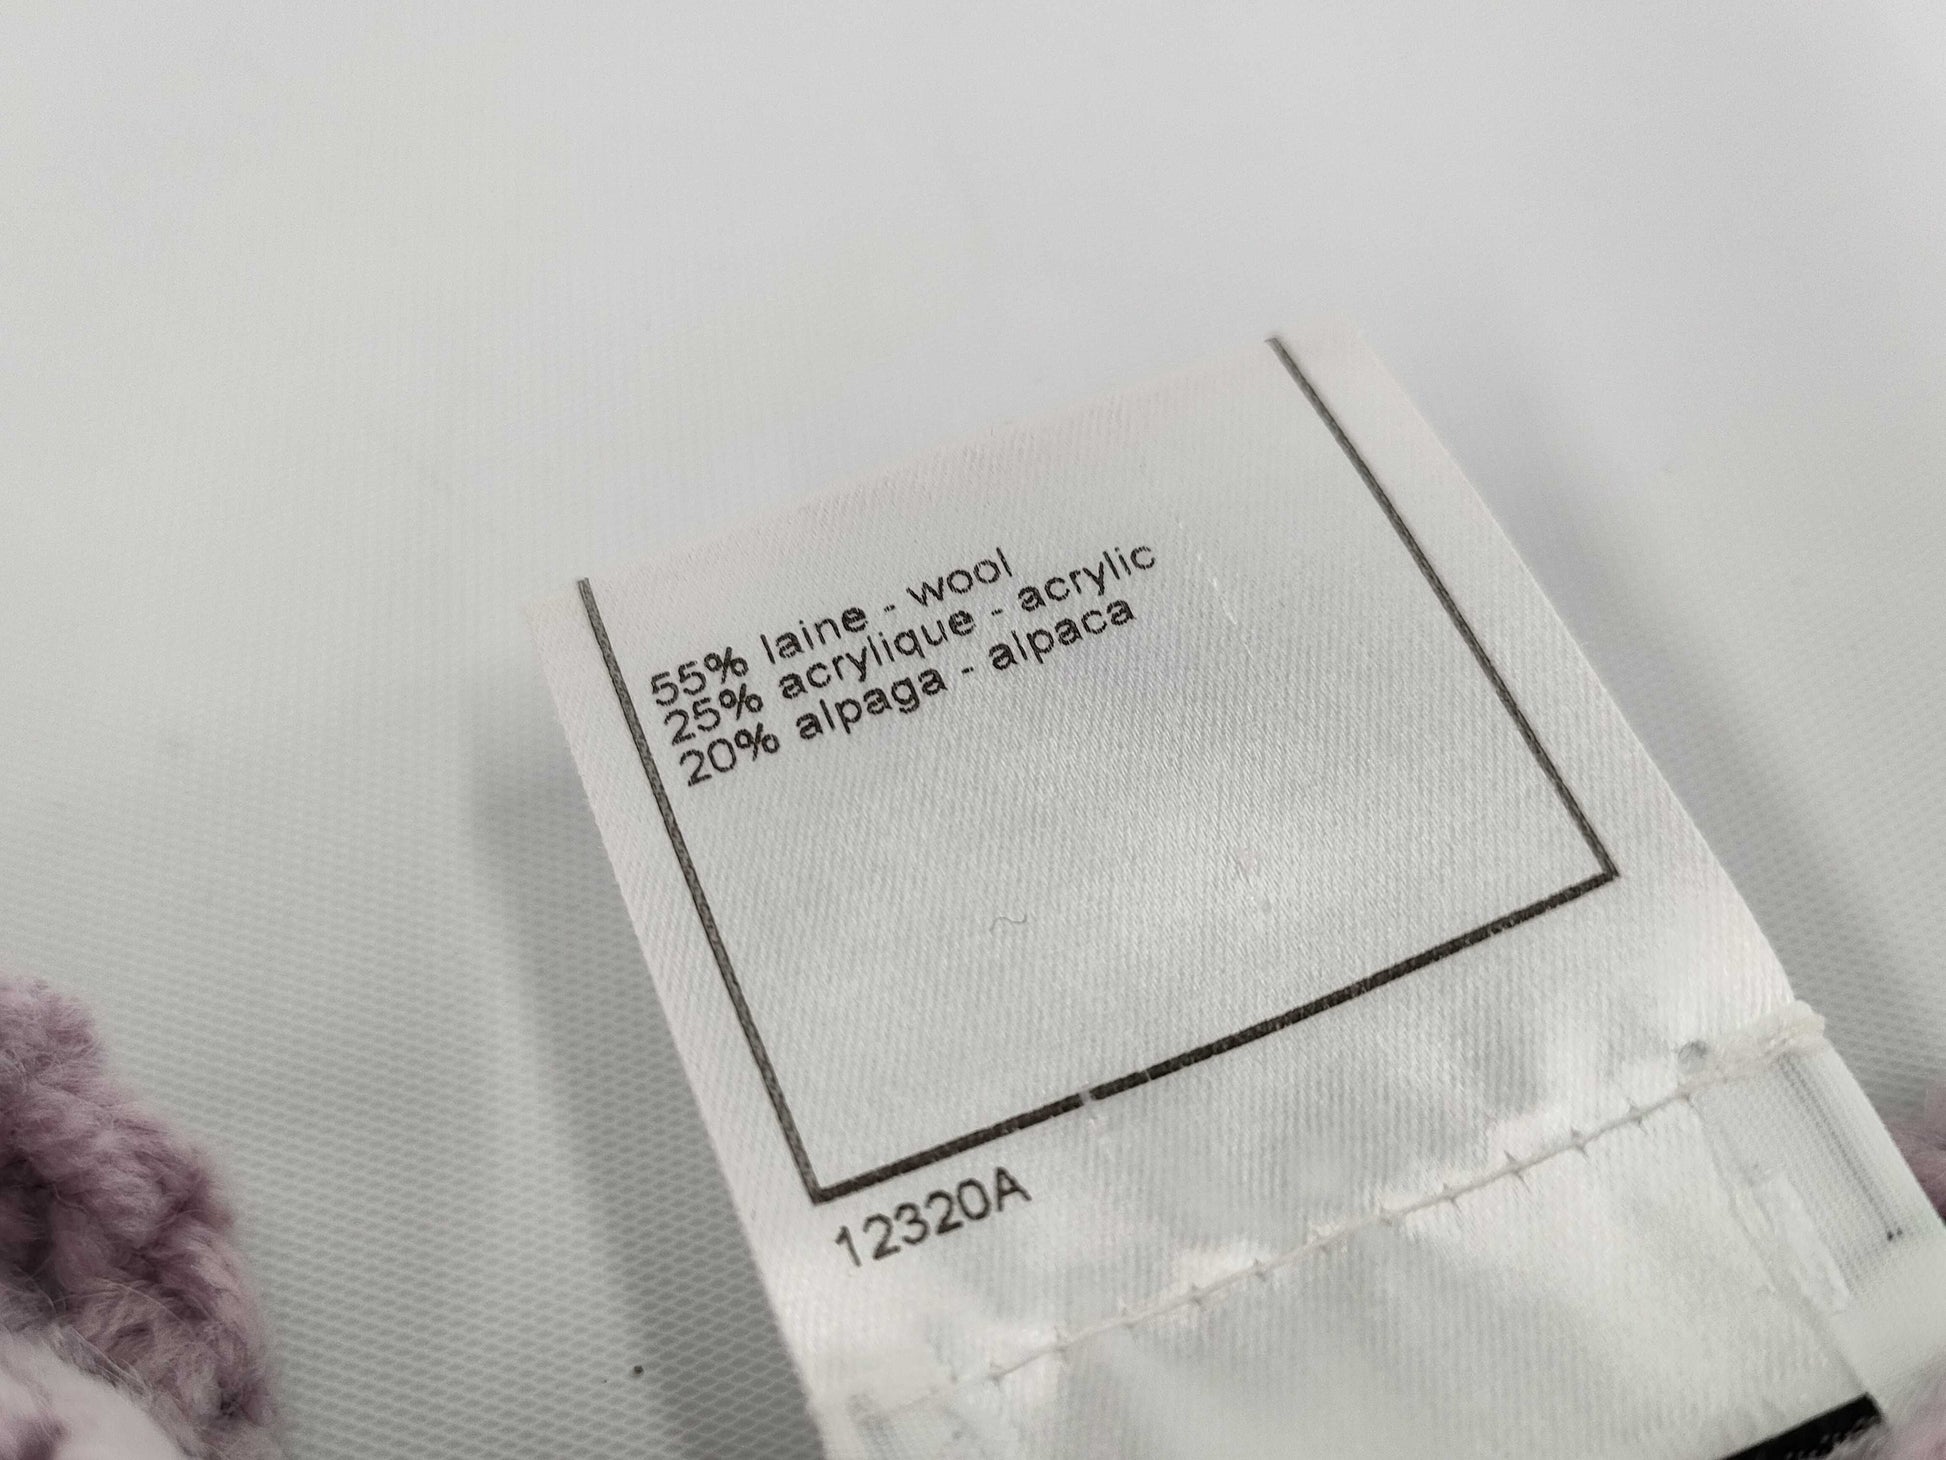 55% laine - wool
25% acrylique - acrylic
20% alpaga - alpaca
12320A